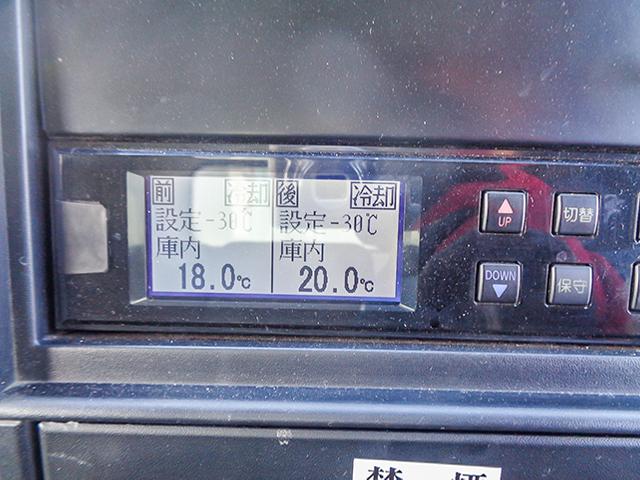 前 冷却 後 冷却
設定-30℃ 設定-30℃
庫内 庫内
18.0℃ 20.0℃
UP 切替
DOWN 保守